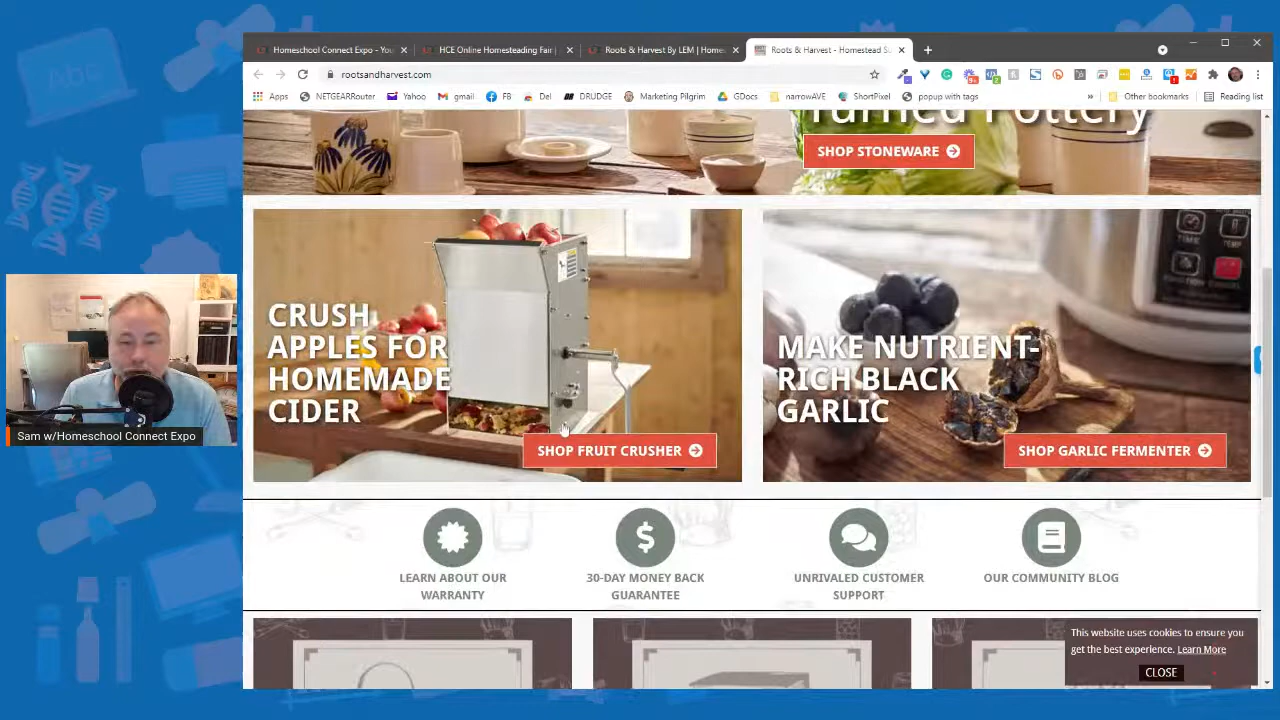 Homeschool Connect Expo - You
HCE Online Homesteading Fair |
Roots & Harvest By LEM | Home
Roots & Harvest - Homestead Su
rootsandharvest.com
Apps
NETGEARRouter
Yahoo
gmail
FB
Del
DRUDGE
Marketing Pilgrim
GDocs
narrowAVE
ShortPixel
popup with tags
»
Other bookmarks
Reading list
Turned Pottery
SHOP STONEWARE
CRUSH
APPLES FOR
HOMEMADE
CIDER
SHOP FRUIT CRUSHER
MAKE NUTRIENT-
RICH BLACK
GARLIC
SHOP GARLIC FERMENTER
LEARN ABOUT OUR
WARRANTY
30-DAY MONEY BACK
GUARANTEE
UNRIVALED CUSTOMER
SUPPORT
OUR COMMUNITY BLOG
This website uses cookies to ensure you
get the best experience. Learn More
CLOSE
Sam w/Homeschool Connect Expo
Abc